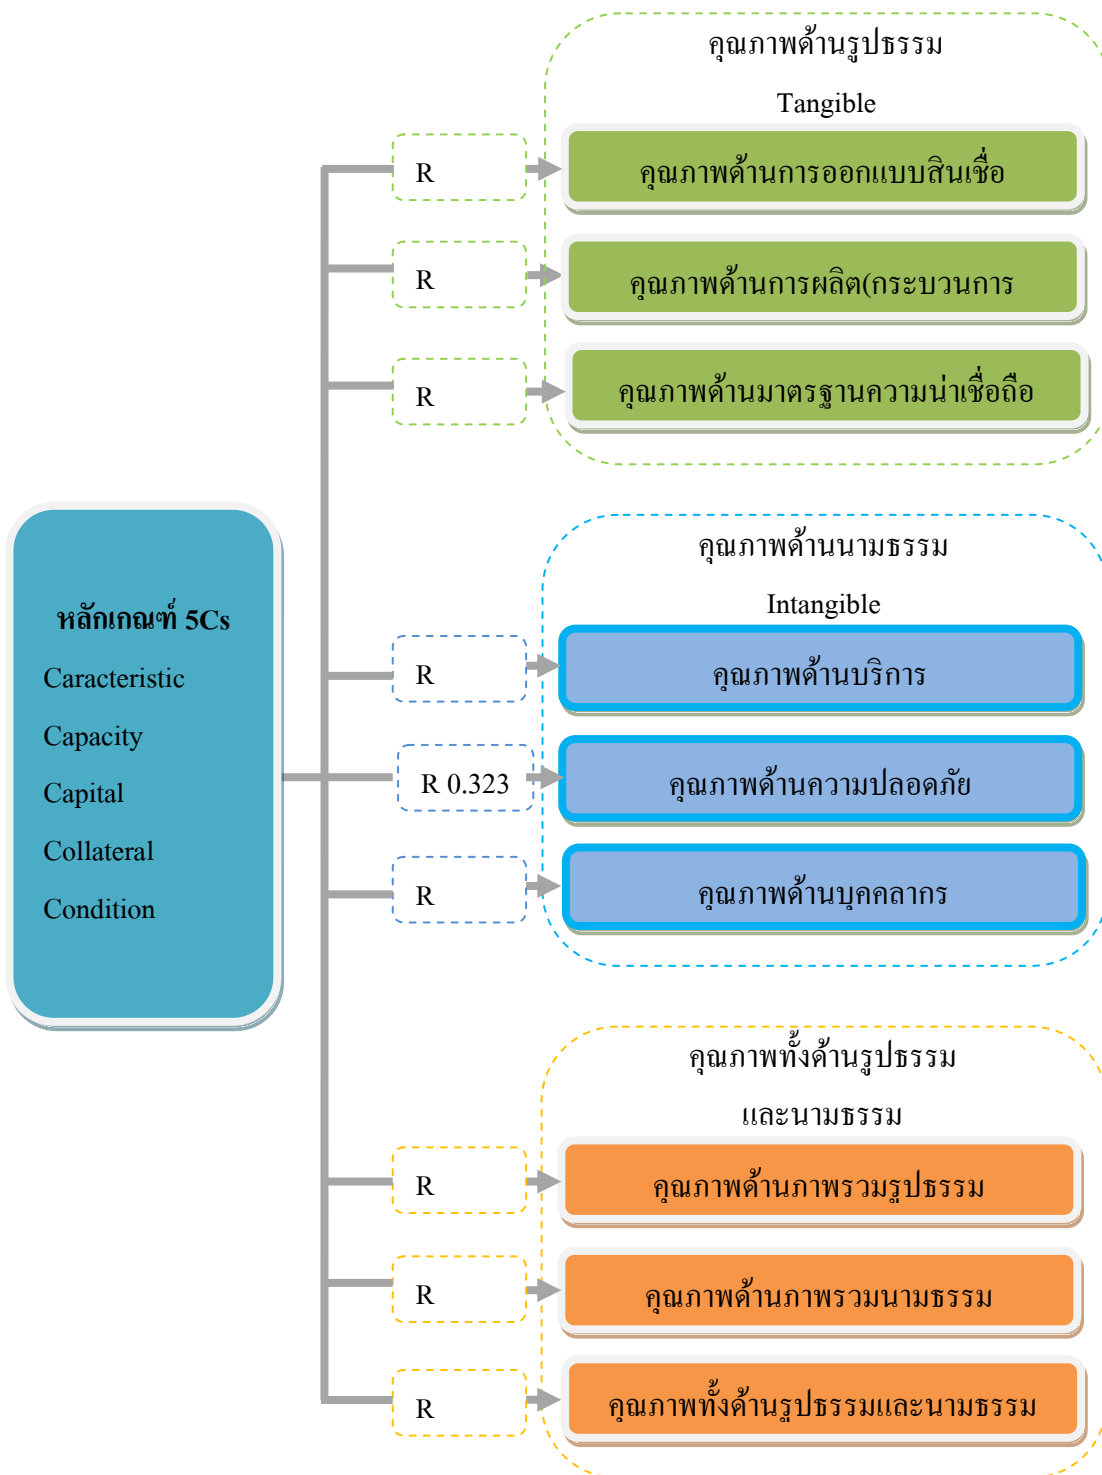 คุณภาพด้านรูปธรรม
Tangible
R
คุณภาพด้านการออกแบบสินเชื่อ
R
คุณภาพด้านการผลิต(กระบวนการ
R
คุณภาพด้านมาตรฐานความน่าเชื่อถือ
หลักเกณฑ์ 5Cs
Caracteristic
Capacity
Capital
Collateral
Condition
คุณภาพด้านนามธรรม
Intangible
R
คุณภาพด้านบริการ
R 0.323
คุณภาพด้านความปลอดภัย
R
คุณภาพด้านบุคคลากร
คุณภาพทั้งด้านรูปธรรม
และนามธรรม
R
คุณภาพด้านภาพรวมรูปธรรม
R
คุณภาพด้านภาพรวมนามธรรม
R
คุณภาพทั้งด้านรูปธรรมและนามธรรม